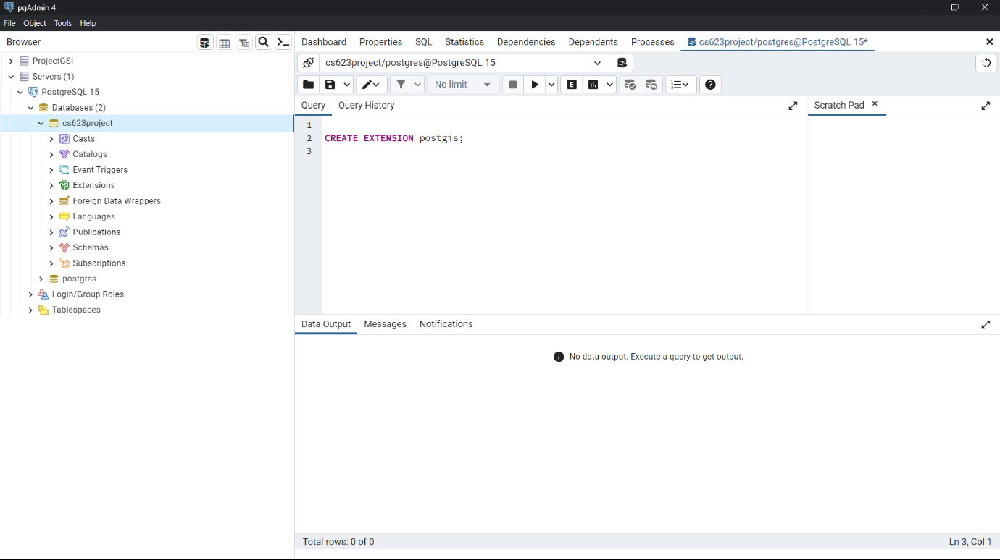 pgAdmin 4
File Object Tools Help
Browser
Dashboard Properties SQL Statistics Dependencies Dependents Processes cs623project/postgres@PostgreSQL 15*
ProjectGSI
Servers (1)
PostgreSQL 15
Databases (2)
cs623project
Casts
Catalogs
Event Triggers
Extensions
Foreign Data Wrappers
Languages
Publications
Schemas
Subscriptions
postgres
Login/Group Roles
Tablespaces
cs623project/postgres@PostgreSQL 15
No limit
E
Query Query History
Scratch Pad
1
2 CREATE EXTENSION postgis;
3
Data Output Messages Notifications
No data output. Execute a query to get output.
Total rows: 0 of 0
Ln 3, Col 1